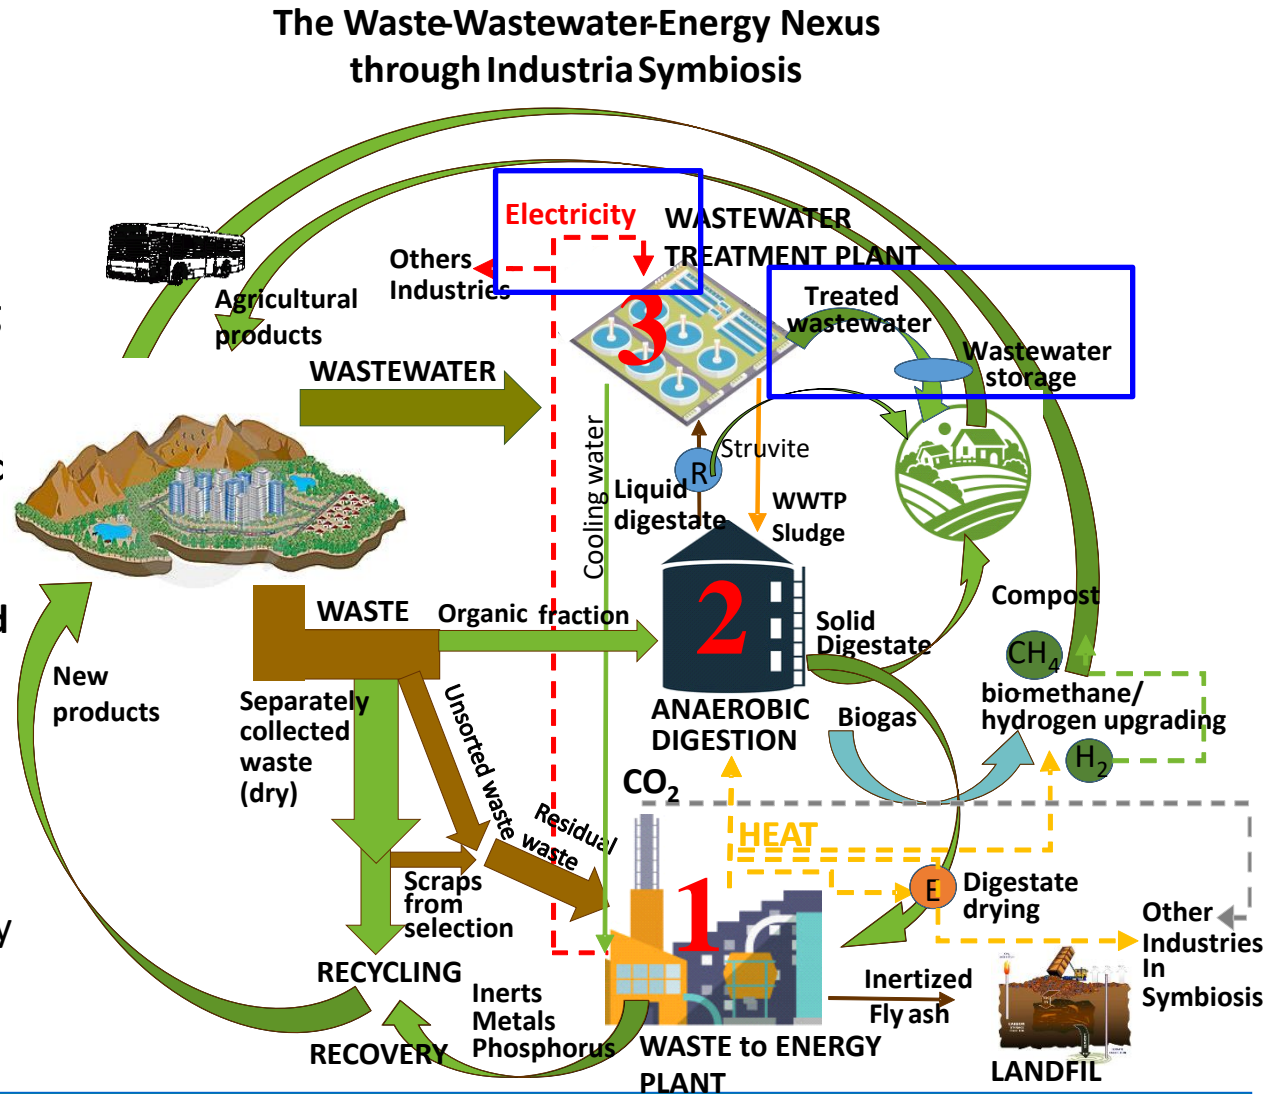 The Waste-Wastewater-Energy Nexus
through Industria Symbiosis
Electricity
WASTEWATER
TREATMENT PLANT
Others
Industries
Agricultural
products
3
Treated
wastewater
Wastewater
storage
WASTEWATER
Cooling water
R
Struvite
Liquid
digestate
WWTP
Sludge
d
WASTE
Organic fraction
2
Solid
Digestate
Compost
CH4
bio-methane/
hydrogen upgrading
H2
New
products
Separately
collected
waste
(dry)
Unsorted waste
Residual
waste
ANAEROBIC
DIGESTION
Biogas
CO2
HEAT
1
E
Digestate
drying
Scraps
from
selection
y
Other
Industries
In
Symbiosis
RECYCLING
Inerts
Metals
Phosphorus
RECOVERY
Inertized
Fly ash
WASTE to ENERGY
PLANT
LANDFIL